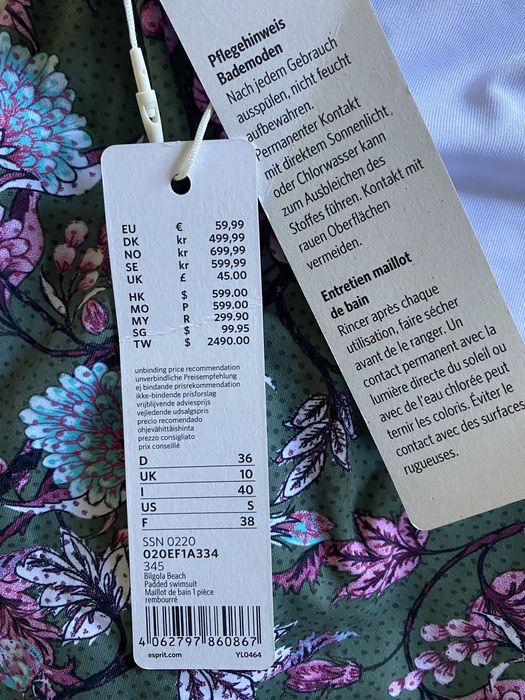 EU € 59,99
DK kr 499,99
NO kr 699,99
SE kr 599,99
UK £ 45.00
HK $ 599.00
MO P 599.00
MY R 299.90
SG $ 99.95
TW $ 2490.00
unbinding price recommendation
unverbindliche Preisempfehlung
ej bindande prisrekommendation
ikke-bindende prisforslag
vrijblijvende adviesprijs
vejledende udsalgspris
precio recomendado
ohjevähittäishinta
prezzo consigliato
prix conseillé
D 36
UK 10
I 40
US S
F 38
SSN 0220
020EF1A334
345
Bilgola Beach
Padded swimsuit
Maillot de bain 1 pièce
rembourré
4 062797 860867
esprit.com YL0464
Pflegehinweis
Bademoden
Nach jedem Gebrauch
ausspülen, nicht feucht
aufbewahren.
Permanenter Kontakt
mit direktem Sonnenlicht
oder Chlorwasser kann
zum Ausbleichen des
Stoffes führen. Kontakt mit
rauen Oberflächen
vermeiden.
Entretien maillot
de bain
Rincer après chaque
utilisation, faire sécher
avant de le ranger. Un
contact permanent avec la
lumière directe du soleil ou
avec de l'eau chlorée peut
ternir les coloris. Éviter le
contact avec des surfaces
rugueuses.